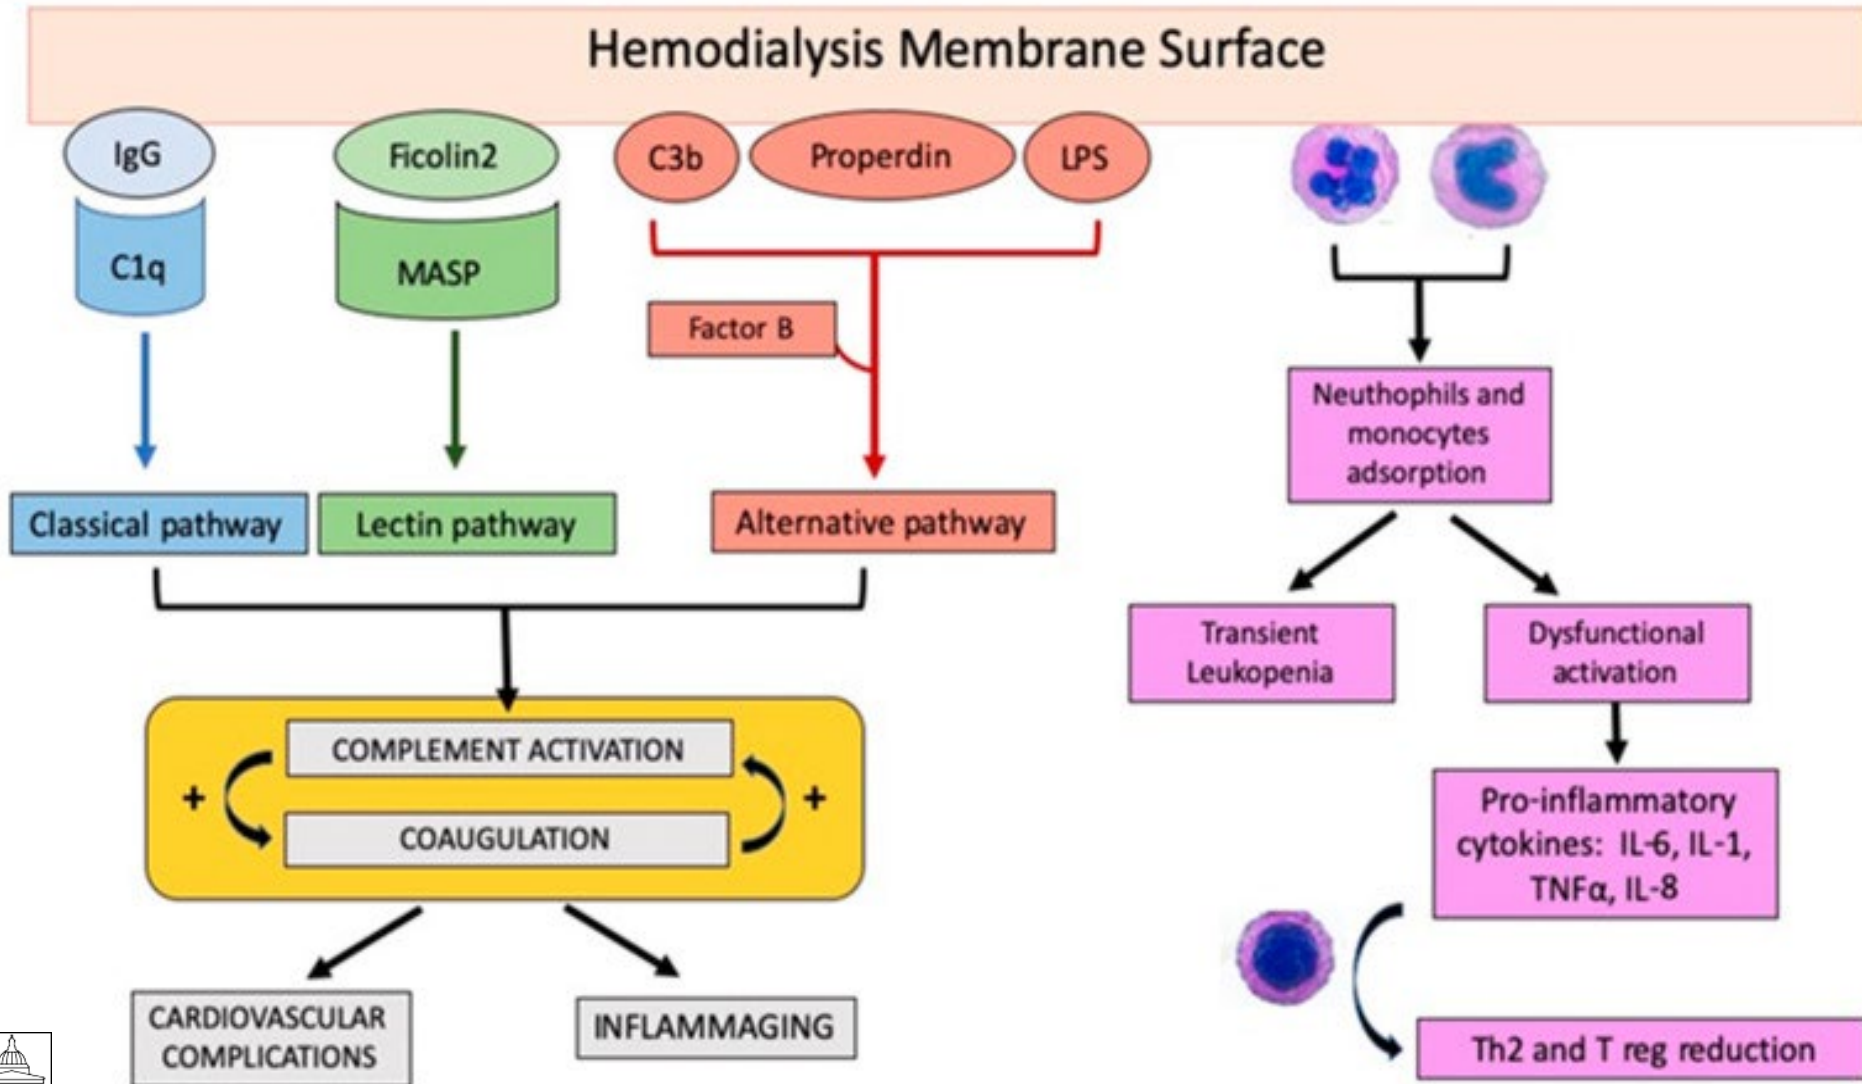 Hemodialysis Membrane Surface
IgG
Ficolin2
C3b
Properdin
LPS
C1q
MASP
Factor B
Neuthophils and
monocytes
adsorption
Classical pathway
Lectin pathway
Alternative pathway
Transient
Leukopenia
Dysfunctional
activation
COMPLEMENT ACTIVATION
+
+
COAUGULATION
Pro-inflammatory
cytokines: IL-6, IL-1,
TNFα, IL-8
CARDIOVASCULAR
COMPLICATIONS
INFLAMMAGING
Th2 and T reg reduction